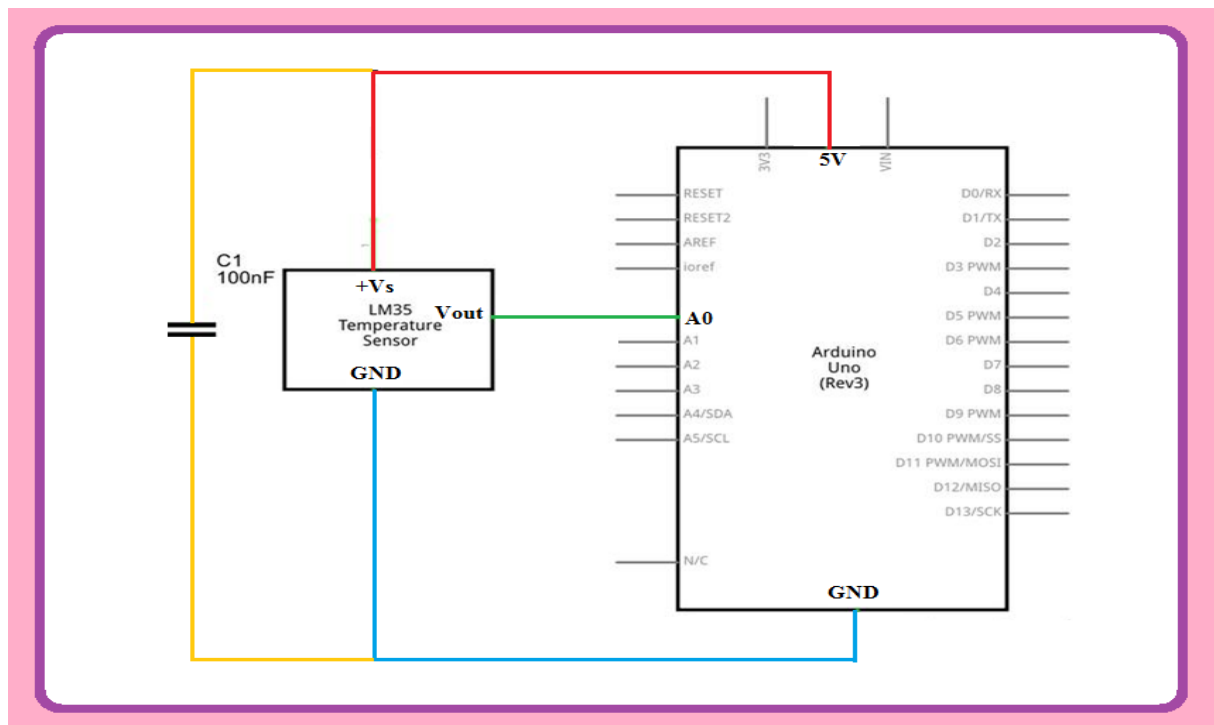 C1
100nF
+Vs
LM35
Temperature
Sensor
Vout
GND
1
3V3
5V
VIN
RESET
RESET2
AREF
ioref
A0
A1
A2
A3
A4/SDA
A5/SCL
N/C
Arduino
Uno
(Rev3)
D0/RX
D1/TX
D2
D3 PWM
D4
D5 PWM
D6 PWM
D7
D8
D9 PWM
D10 PWM/SS
D11 PWM/MOSI
D12/MISO
D13/SCK
GND